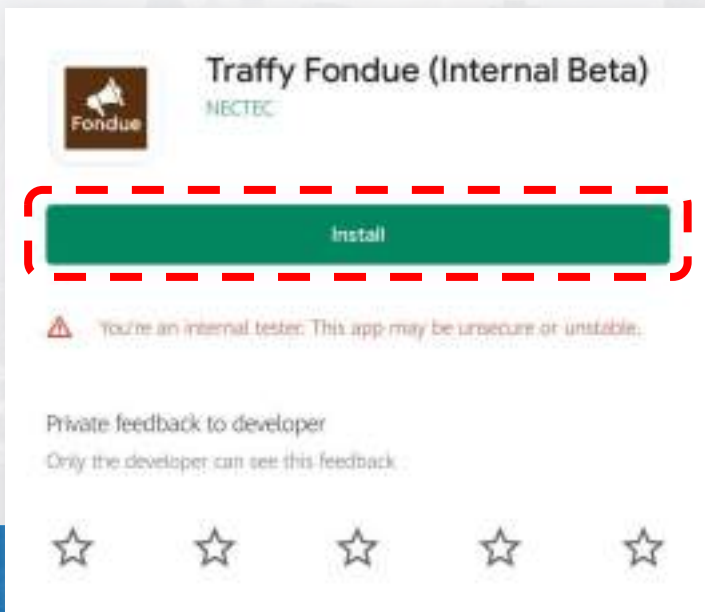 Traffy Fondue (Internal Beta)
NECTEC
Fondue
Install
You're an internal tester. This app may be unsecure or unstable.
Private feedback to developer
Only the developer can see this feedback